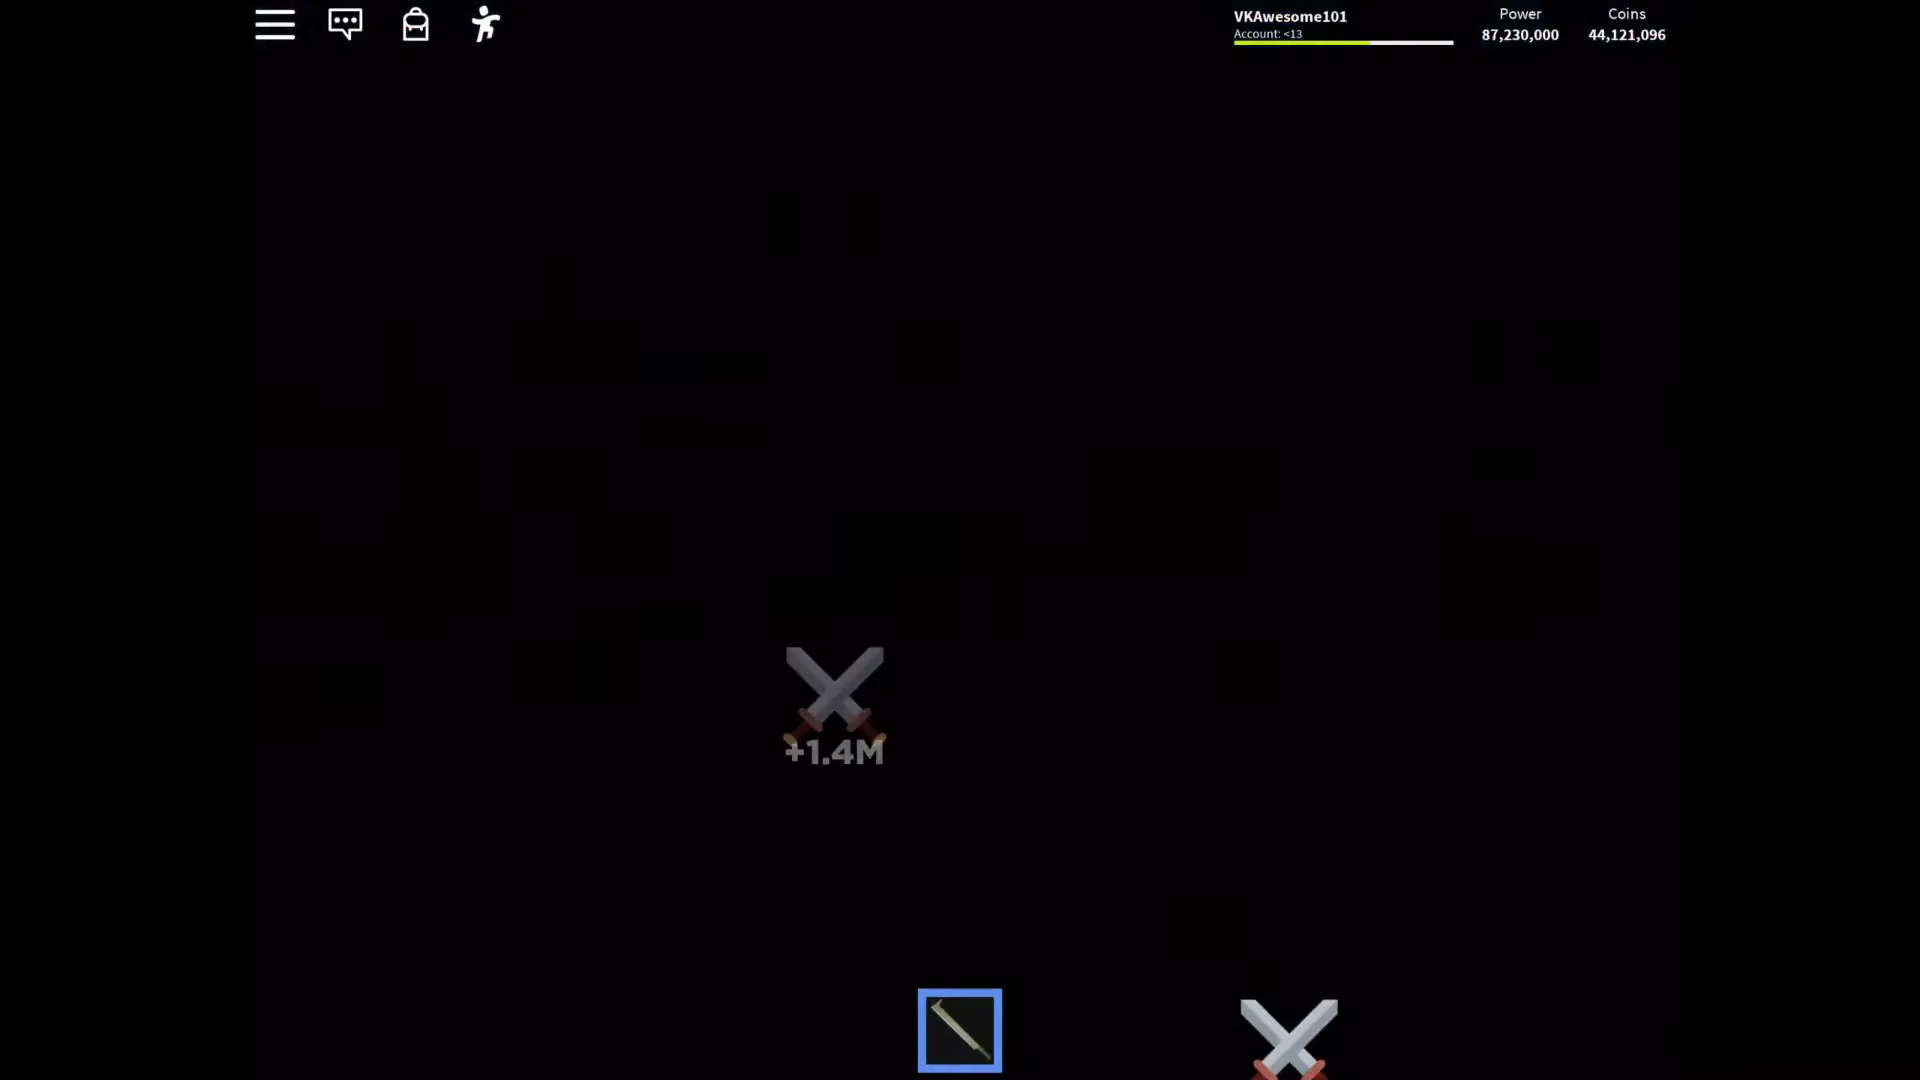 VKAwesome101
Account: <13
Power
87,230,000
Coins
44,121,096
+1.4M